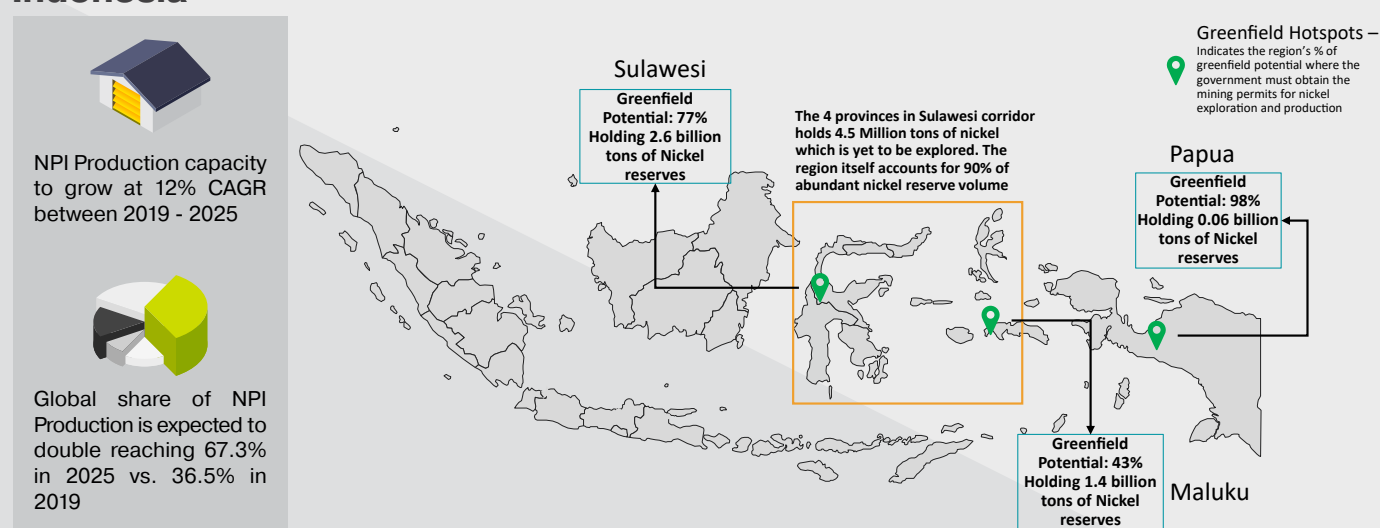 Indonesia
NPI Production capacity
to grow at 12% CAGR
between 2019 - 2025
Global share of NPI
Production is expected to
double reaching 67.3%
in 2025 vs. 36.5% in
2019
Sulawesi
Greenfield
Potential: 77%
Holding 2.6 billion
tons of Nickel
reserves
The 4 provinces in Sulawesi corridor
holds 4.5 Million tons of nickel
which is yet to be explored. The
region itself accounts for 90% of
abundant nickel reserve volume
Greenfield Hotspots –
Indicates the region's % of
greenfield potential where the
government must obtain the
mining permits for nickel
exploration and production
Papua
Greenfield
Potential: 98%
Holding 0.06 billion
tons of Nickel
reserves
Greenfield
Potential: 43%
Holding 1.4 billion
tons of Nickel
reserves
Maluku